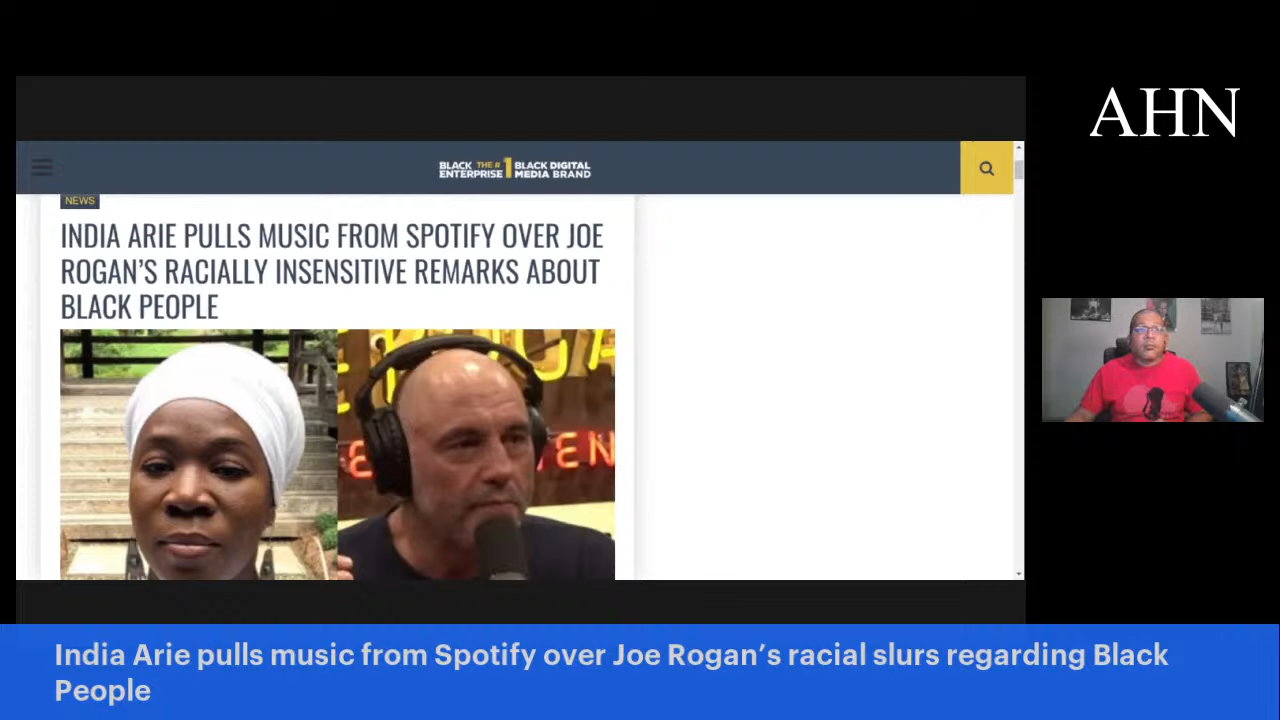 AHN
BLACK ENTERPRISE THE # 1 BLACK DIGITAL MEDIA BRAND
NEWS
INDIA ARIE PULLS MUSIC FROM SPOTIFY OVER JOE
ROGAN'S RACIALLY INSENSITIVE REMARKS ABOUT
BLACK PEOPLE
India Arie pulls music from Spotify over Joe Rogan's racial slurs regarding Black
People